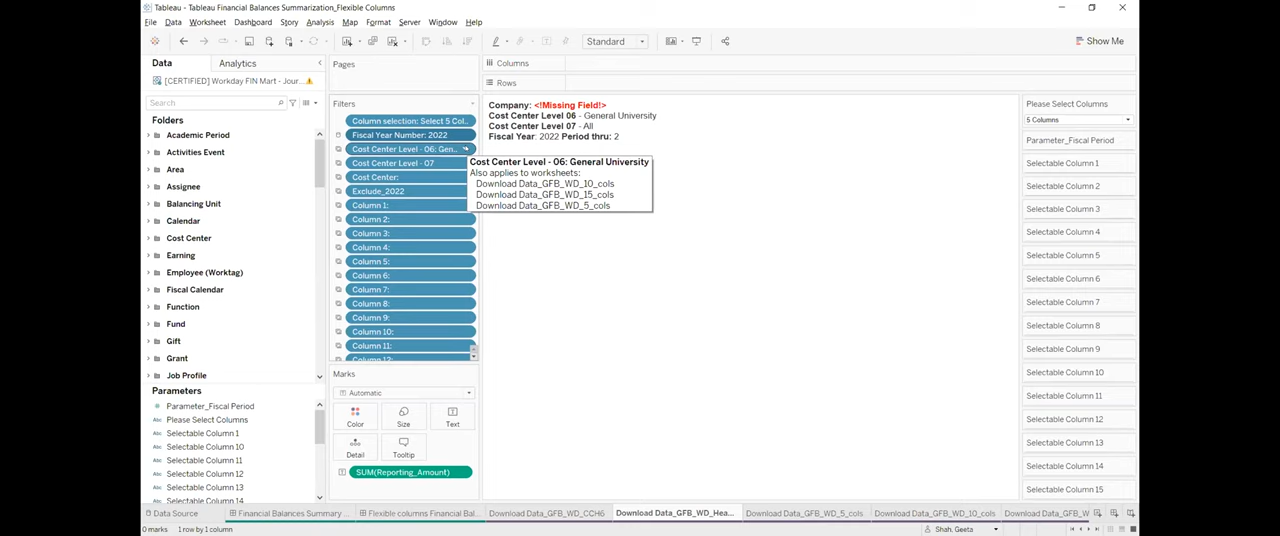 Tableau - Tableau Financial Balances Summarization_Flexible Columns
File Data Worksheet Dashboard Story Analysis Map Format Server Window Help
Standard
Show Me
Data Analytics
[CERTIFIED] Workday FIN Mart - Jour...
Search
Folders
Academic Period
Activities Event
Area
Assignee
Balancing Unit
Calendar
Cost Center
Earning
Employee (Worktag)
Fiscal Calendar
Function
Fund
Gift
Grant
Job Profile
Parameters
Parameter_Fiscal Period
Abc Please Select Columns
Abc Selectable Column 1
Abc Selectable Column 10
Abc Selectable Column 11
Abc Selectable Column 12
Abc Selectable Column 13
Abc Selectable Column 14
Pages
Filters
Column selection: Select 5 Col...
Fiscal Year Number: 2022
Cost Center Level - 06: Gen...
Cost Center Level - 07
Cost Center:
Exclude_2022
Column 1:
Column 2:
Column 3:
Column 4:
Column 5:
Column 6:
Column 7:
Column 8:
Column 9:
Column 10:
Column 11:
Column 12:
Marks
Automatic
Color Size Text
Detail Tooltip
SUM(Reporting_Amount)
Columns
Rows
Company: <!Missing Field!>
Cost Center Level 06 - General University
Cost Center Level 07 - All
Fiscal Year: 2022 Period thru: 2
Cost Center Level - 06: General University
Also applies to worksheets:
Download Data_GFB_WD_10_cols
Download Data_GFB_WD_15_cols
Download Data_GFB_WD_5_cols
Please Select Columns
5 Columns
Parameter_Fiscal Period
Selectable Column 1
Selectable Column 2
Selectable Column 3
Selectable Column 4
Selectable Column 5
Selectable Column 6
Selectable Column 7
Selectable Column 8
Selectable Column 9
Selectable Column 10
Selectable Column 11
Selectable Column 12
Selectable Column 13
Selectable Column 14
Selectable Column 15
Data Source Financial Balances Summary ... Flexible columns Financial Bal... Download Data_GFB_WD_CCH6 Download Data_GFB_WD_Hea... Download Data_GFB_WD_5_cols Download Data_GFB_WD_10_cols Download Data_GFB_W
0 marks 1 row by 1 column Shah, Geeta